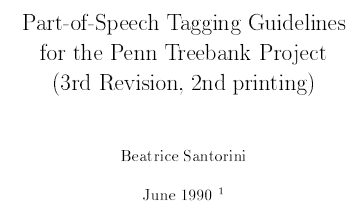 Part-of-Speech Tagging Guidelines
for the Penn Treebank Project
(3rd Revision, 2nd printing)
Beatrice Santorini
June 1990 1